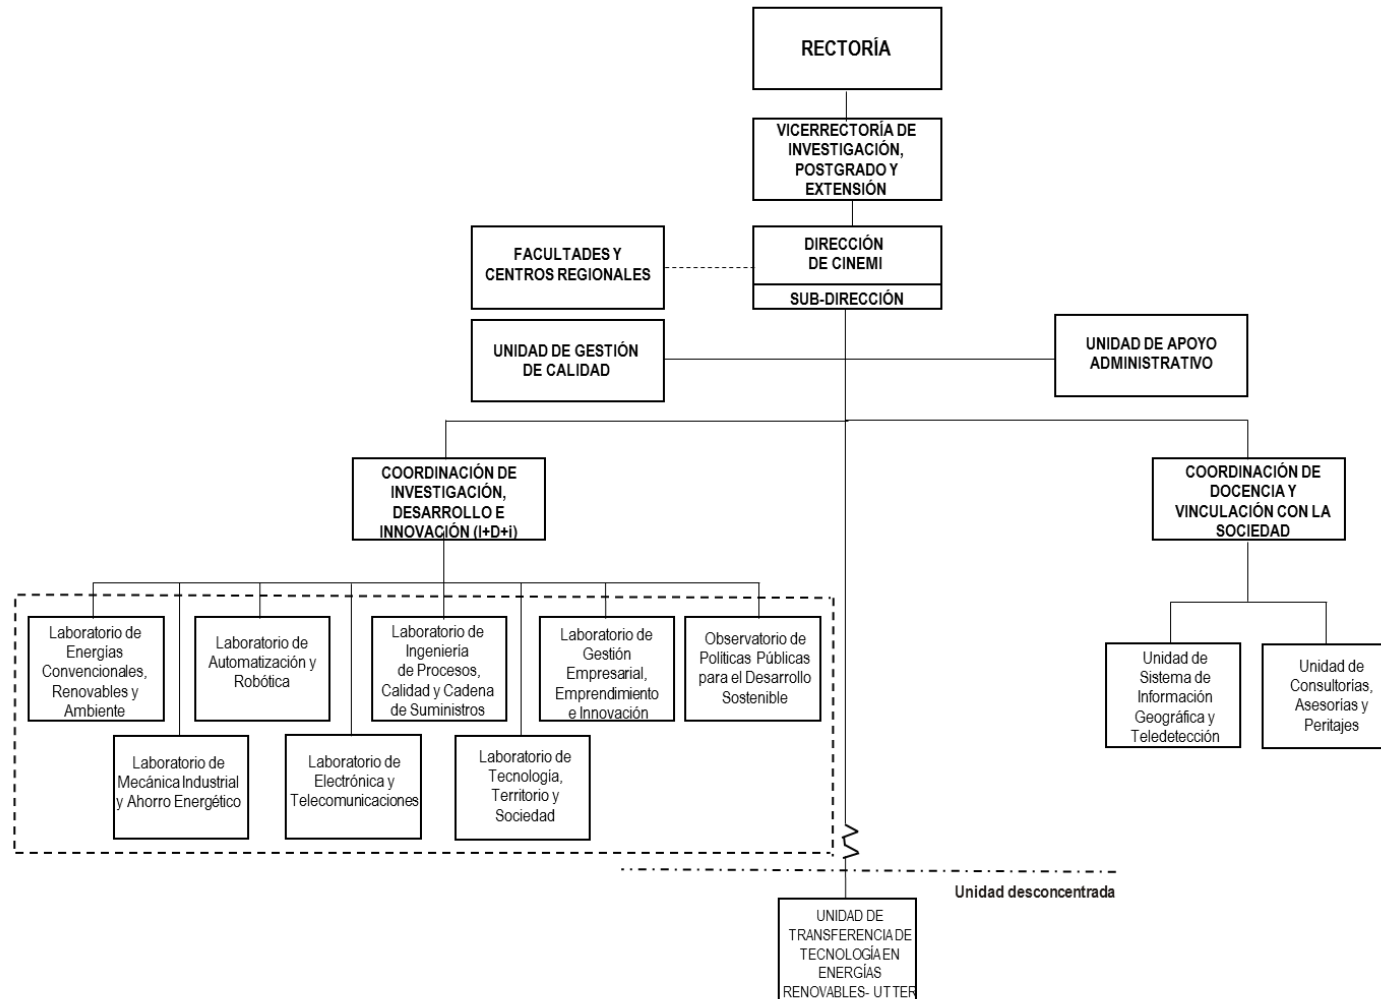 RECTORÍA
VICERRECTORÍA DE
INVESTIGACIÓN,
POSTGRADO Y
EXTENSIÓN
FACULTADES Y
CENTROS REGIONALES
DIRECCIÓN
DE CINEMI
SUB-DIRECCIÓN
UNIDAD DE GESTIÓN
DE CALIDAD
UNIDAD DE APOYO
ADMINISTRATIVO
COORDINACIÓN DE
INVESTIGACIÓN,
DESARROLLO E
INNOVACIÓN (I+D+i)
COORDINACIÓN DE
DOCENCIA Y
VINCULACIÓN CON LA
SOCIEDAD
Laboratorio de
Energías
Convencionales,
Renovables y
Ambiente
Laboratorio de
Automatización y
Robótica
Laboratorio de
Ingeniería
de Procesos,
Calidad y Cadena
de Suministros
Laboratorio de
Gestión
Empresarial,
Emprendimiento
e Innovación
Observatorio de
Políticas Públicas
para el Desarrollo
Sostenible
Unidad de
Sistema de
Información
Geográfica y
Teledetección
Unidad de
Consultorías,
Asesorías y
Peritajes
Laboratorio de
Mecánica Industrial
y Ahorro Energético
Laboratorio de
Electrónica y
Telecomunicaciones
Laboratorio de
Tecnología,
Territorio y
Sociedad
Unidad desconcentrada
UNIDAD DE
TRANSFERENCIA DE
TECNOLOGÍA EN
ENERGÍAS
RENOVABLES- UTTER